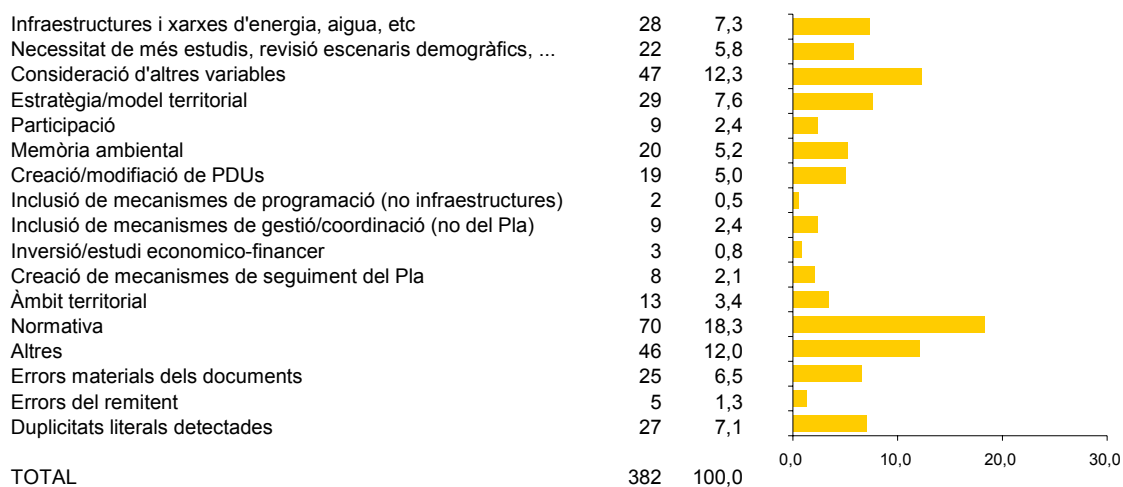 Infraestructures i xarxes d'energia, aigua, etc 28 7,3
Necessitat de més estudis, revisió escenaris demogràfics, ... 22 5,8
Consideració d'altres variables 47 12,3
Estratègia/model territorial 29 7,6
Participació 9 2,4
Memòria ambiental 20 5,2
Creació/modifiació de PDUs 19 5,0
Inclusió de mecanismes de programació (no infraestructures) 2 0,5
Inclusió de mecanismes de gestió/coordinació (no del Pla) 9 2,4
Inversió/estudi economico-financer 3 0,8
Creació de mecanismes de seguiment del Pla 8 2,1
Àmbit territorial 13 3,4
Normativa 70 18,3
Altres 46 12,0
Errors materials dels documents 25 6,5
Errors del remitent 5 1,3
Duplicitats literals detectades 27 7,1
0,0 10,0 20,0 30,0
TOTAL 382 100,0